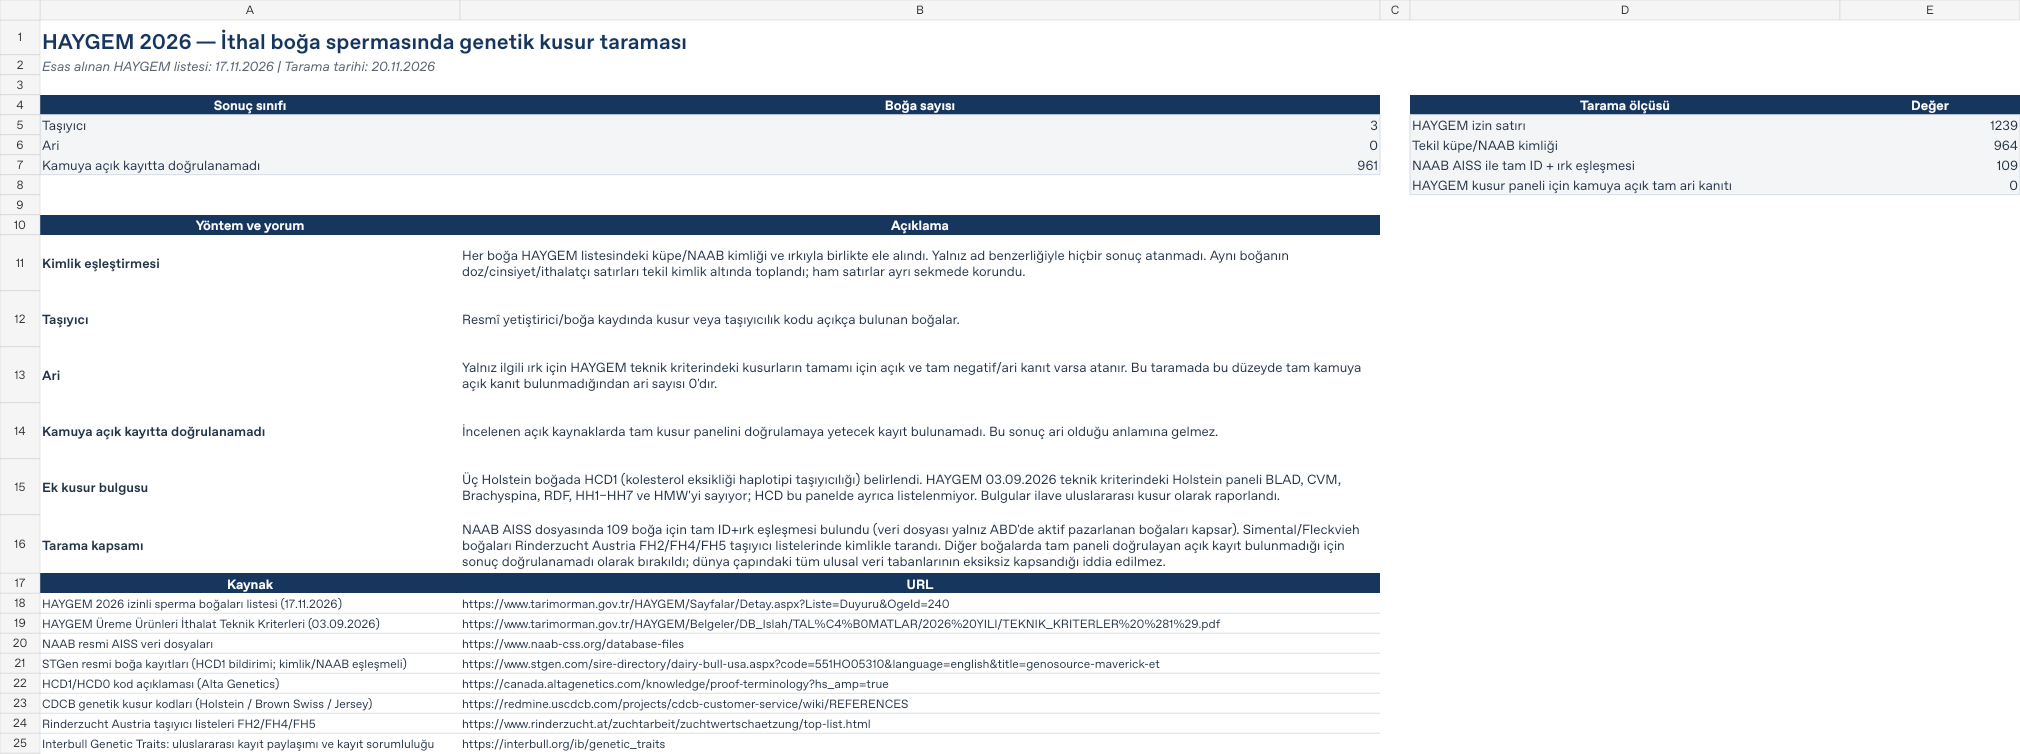 A B C D E
1 HAYGEM 2026 — İthal boğa spermasında genetik kusur taraması
2 Esas alınan HAYGEM listesi: 17.11.2026 | Tarama tarihi: 20.11.2026
3
4 Sonuç sınıfı Boğa sayısı Tarama ölçüsü Değer
5 Taşıyıcı 3 HAYGEM izin satırı 1239
6 Ari 0 Tekil küpe/NAAB kimliği 964
7 Kamuya açık kayıtta doğrulanamadı 961 NAAB AISS ile tam ID + ırk eşleşmesi 109
8 HAYGEM kusur paneli için kamuya açık tam ari kanıtı 0
9
10 Yöntem ve yorum Açıklama
11 Kimlik eşleştirmesi Her boğa HAYGEM listesindeki küpe/NAAB kimliği ve ırkıyla birlikte ele alındı. Yalnız ad benzerliğiyle hiçbir sonuç atanmadı. Aynı boğanın
doz/cinsiyet/ithalatçı satırları tekil kimlik altında toplandı; ham satırlar ayrı sekmede korundu.
12 Taşıyıcı Resmî yetiştirici/boğa kaydında kusur veya taşıyıcılık kodu açıkça bulunan boğalar.
13 Ari Yalnız ilgili ırk için HAYGEM teknik kriterindeki kusurların tamamı için açık ve tam negatif/ari kanıt varsa atanır. Bu taramada bu düzeyde tam kamuya
açık kanıt bulunmadığından ari sayısı 0'dır.
14 Kamuya açık kayıtta doğrulanamadı İncelenen açık kaynaklarda tam kusur panelini doğrulamaya yetecek kayıt bulunamadı. Bu sonuç ari olduğu anlamına gelmez.
15 Ek kusur bulgusu Üç Holstein boğada HCD1 (kolesterol eksikliği haplotipi taşıyıcılığı) belirlendi. HAYGEM 03.09.2026 teknik kriterindeki Holstein paneli BLAD, CVM,
Brachyspina, RDF, HH1–HH7 ve HMW'yi sayıyor; HCD bu panelde ayrıca listelenmiyor. Bulgular ilave uluslararası kusur olarak raporlandı.
16 Tarama kapsamı NAAB AISS dosyasında 109 boğa için tam ID+ırk eşleşmesi bulundu (veri dosyası yalnız ABD'de aktif pazarlanan boğaları kapsar). Simental/Fleckvieh
boğaları Rinderzucht Austria FH2/FH4/FH5 taşıyıcı listelerinde kimlikle tarandı. Diğer boğalarda tam paneli doğrulayan açık kayıt bulunmadığı için
sonuç doğrulanamadı olarak bırakıldı; dünya çapındaki tüm ulusal veri tabanlarının eksiksiz kapsandığı iddia edilmez.
17 Kaynak URL
18 HAYGEM 2026 izinli sperma boğaları listesi (17.11.2026) https://www.tarimorman.gov.tr/HAYGEM/Sayfalar/Detay.aspx?Liste=Duyuru&OgeId=240
19 HAYGEM Üreme Ürünleri İthalat Teknik Kriterleri (03.09.2026) https://www.tarimorman.gov.tr/HAYGEM/Belgeler/DB_Islah/TAL%C4%B0MATLAR/2026%20YILI/TEKNIK_KRITERLER%20%281%29.pdf
20 NAAB resmi AISS veri dosyaları https://www.naab-css.org/database-files
21 STGen resmi boğa kayıtları (HCD1 bildirimi; kimlik/NAAB eşleşmeli) https://www.stgen.com/sire-directory/dairy-bull-usa.aspx?code=551HO05310&language=english&title=genosource-maverick-et
22 HCD1/HCD0 kod açıklaması (Alta Genetics) https://canada.altagenetics.com/knowledge/proof-terminology?hs_amp=true
23 CDCB genetik kusur kodları (Holstein / Brown Swiss / Jersey) https://redmine.uscdcb.com/projects/cdcb-customer-service/wiki/REFERENCES
24 Rinderzucht Austria taşıyıcı listeleri FH2/FH4/FH5 https://www.rinderzucht.at/zuchtarbeit/zuchtwertschaetzung/top-list.html
25 Interbull Genetic Traits: uluslararası kayıt paylaşımı ve kayıt sorumluluğu https://interbull.org/ib/genetic_traits